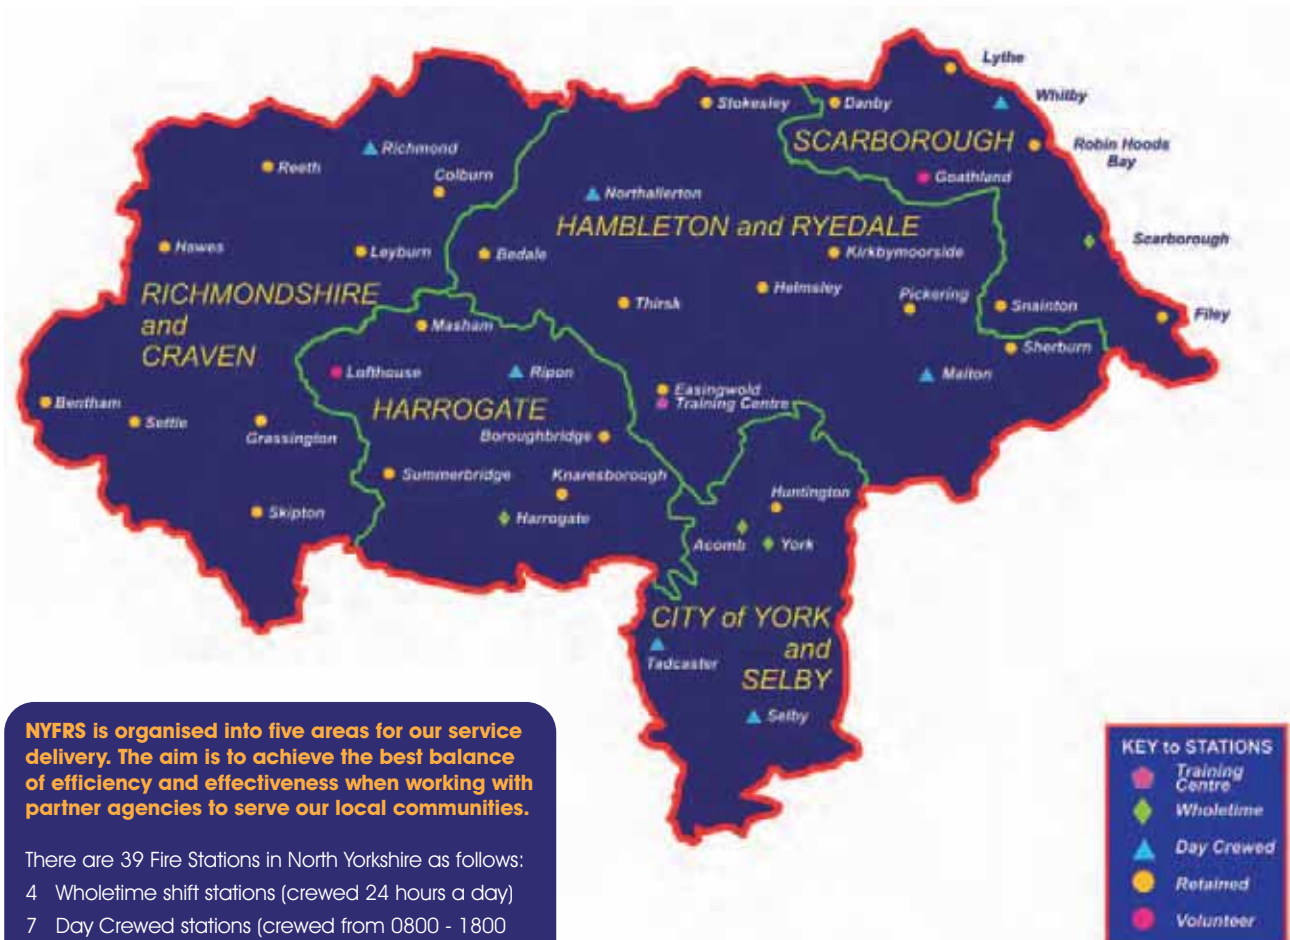 Lythe
Whitby
Stokesley
Danby
SCARBOROUGH
Robin Hoods
Bay
Richmond
Reeth
Colburn
Goathland
Northallerton
HAMBLETON and RYEDALE
Scarborough
Hawes
Leyburn
Bedale
Kirkbymoorside
RICHMONDSHIRE
and
CRAVEN
Helmsley
Pickering
Thirsk
Snainton
Filey
Masham
Sherburn
Lofthouse
Ripon
Malton
Easingwold
Training Centre
HARROGATE
Bentham
Settle
Grassington
Boroughbridge
Summerbridge
Knaresborough
Huntington
Skipton
Harrogate
Acomb
York
CITY of YORK
and
SELBY
Tadcaster
Selby
NYFRS is organised into five areas for our service
delivery. The aim is to achieve the best balance
of efficiency and effectiveness when working with
partner agencies to serve our local communities.
There are 39 Fire Stations in North Yorkshire as follows:
4 Wholetime shift stations (crewed 24 hours a day)
7 Day Crewed stations (crewed from 0800 - 1800
KEY to STATIONS
Training
Centre
Wholetime
Day Crewed
Retained
Volunteer